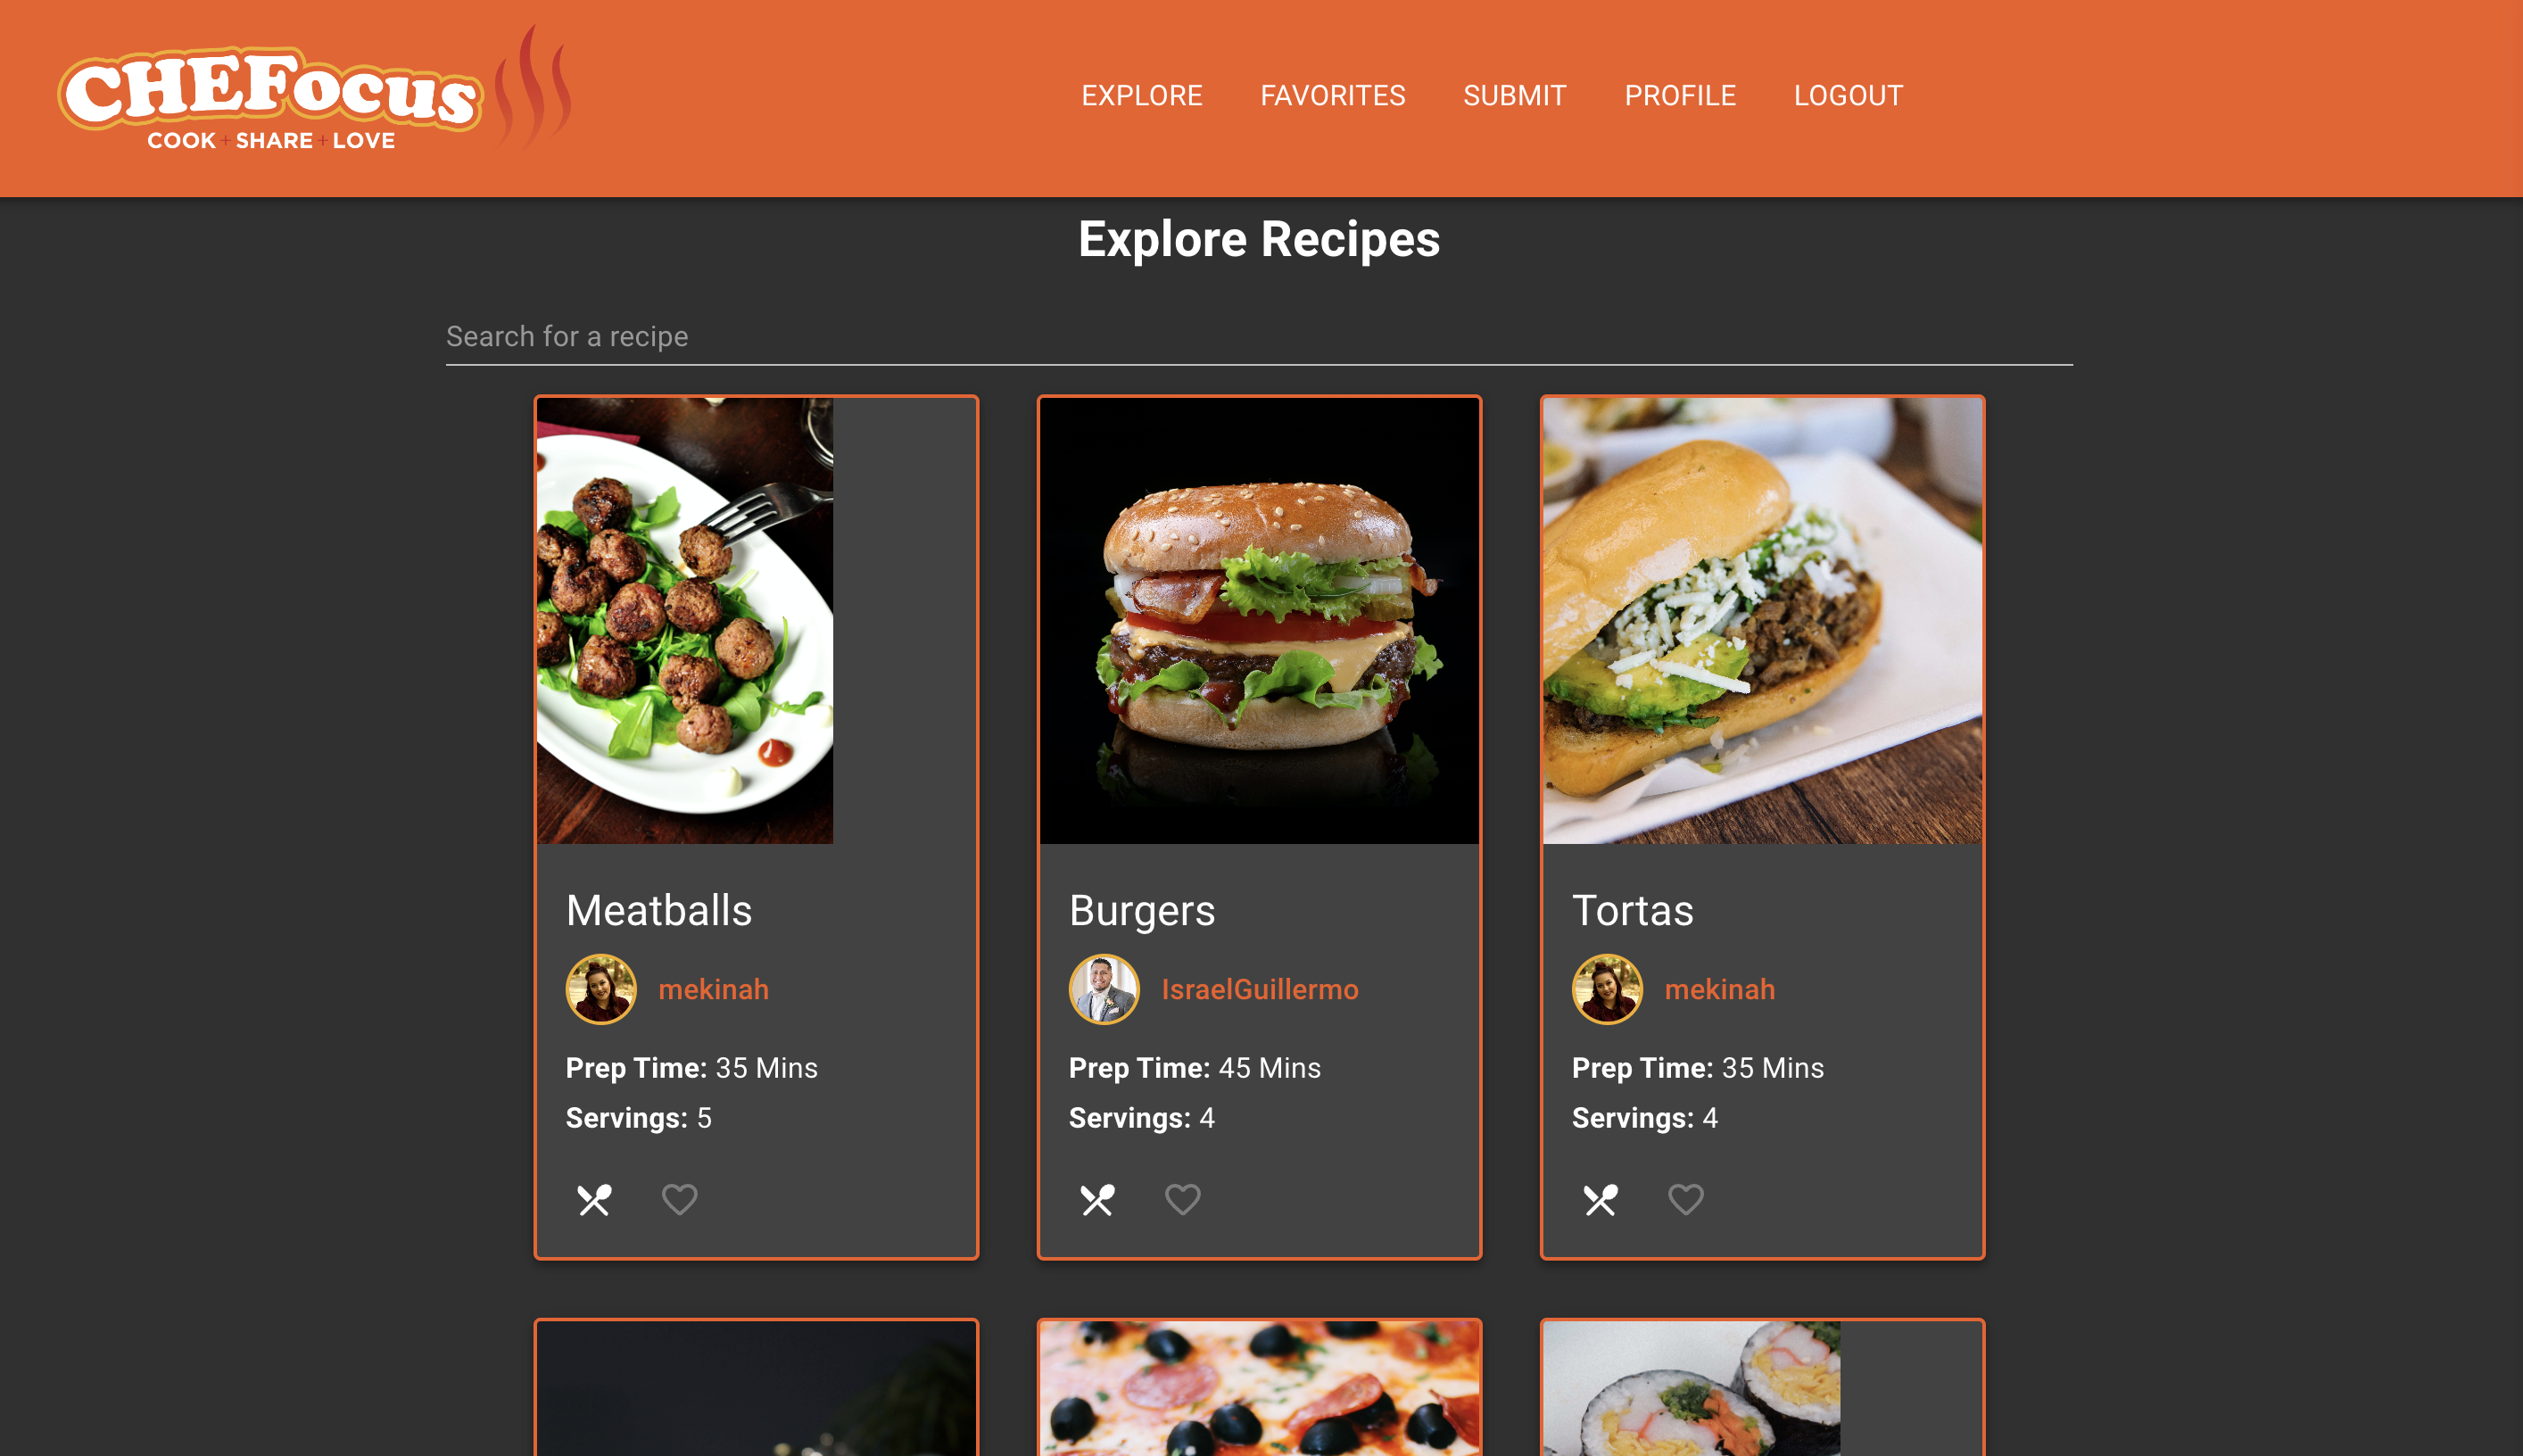 CHEFocus
COOK + SHARE + LOVE
EXPLORE FAVORITES SUBMIT PROFILE LOGOUT
Explore Recipes
Search for a recipe
Meatballs
mekinah
Prep Time: 35 Mins
Servings: 5
Burgers
IsraelGuillermo
Prep Time: 45 Mins
Servings: 4
Tortas
mekinah
Prep Time: 35 Mins
Servings: 4